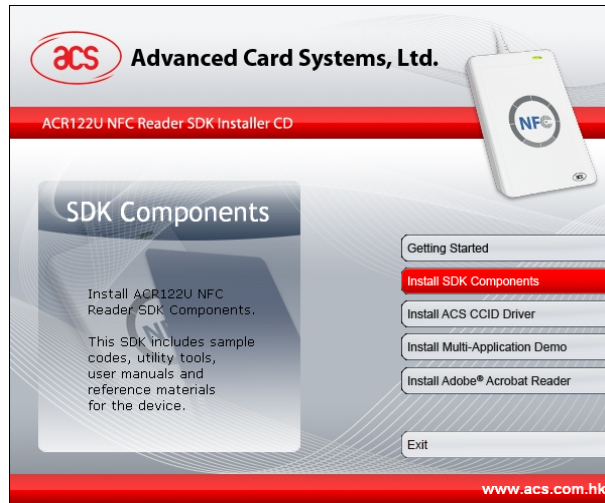 acs
Advanced Card Systems, Ltd.
ACR122U NFC Reader SDK Installer CD
NFC
SDK Components
Install ACR122U NFC
Reader SDK Components.
This SDK includes sample
codes, utility tools,
user manuals and
reference materials
for the device.
Getting Started
Install SDK Components
Install ACS CCID Driver
Install Multi-Application Demo
Install Adobe® Acrobat Reader
Exit
www.acs.com.hk